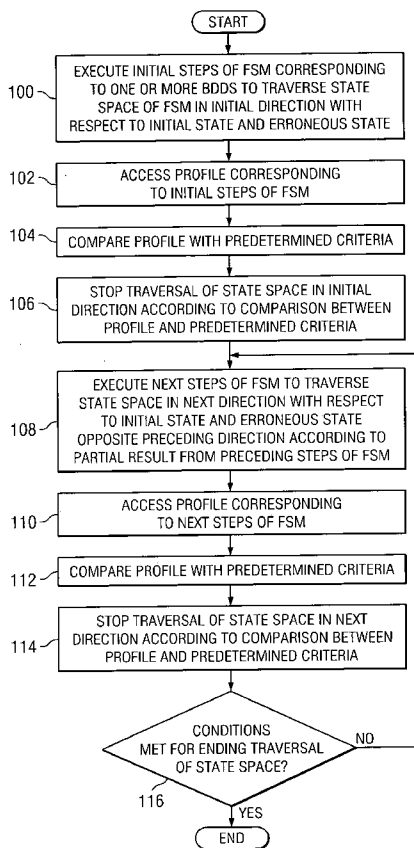 START
100
EXECUTE INITIAL STEPS OF FSM CORRESPONDING
TO ONE OR MORE BDDS TO TRAVERSE STATE
SPACE OF FSM IN INITIAL DIRECTION WITH
RESPECT TO INITIAL STATE AND ERRONEOUS STATE
102
ACCESS PROFILE CORRESPONDING
TO INITIAL STEPS OF FSM
104
COMPARE PROFILE WITH PREDETERMINED CRITERIA
106
STOP TRAVERSAL OF STATE SPACE IN INITIAL
DIRECTION ACCORDING TO COMPARISON BETWEEN
PROFILE AND PREDETERMINED CRITERIA
108
EXECUTE NEXT STEPS OF FSM TO TRAVERSE
STATE SPACE IN NEXT DIRECTION WITH RESPECT
TO INITIAL STATE AND ERRONEOUS STATE
OPPOSITE PRECEDING DIRECTION ACCORDING TO
PARTIAL RESULT FROM PRECEDING STEPS OF FSM
110
ACCESS PROFILE CORRESPONDING
TO NEXT STEPS OF FSM
112
COMPARE PROFILE WITH PREDETERMINED CRITERIA
114
STOP TRAVERSAL OF STATE SPACE IN NEXT
DIRECTION ACCORDING TO COMPARISON BETWEEN
PROFILE AND PREDETERMINED CRITERIA
CONDITIONS
MET FOR ENDING TRAVERSAL
OF STATE SPACE?
NO
116
YES
END